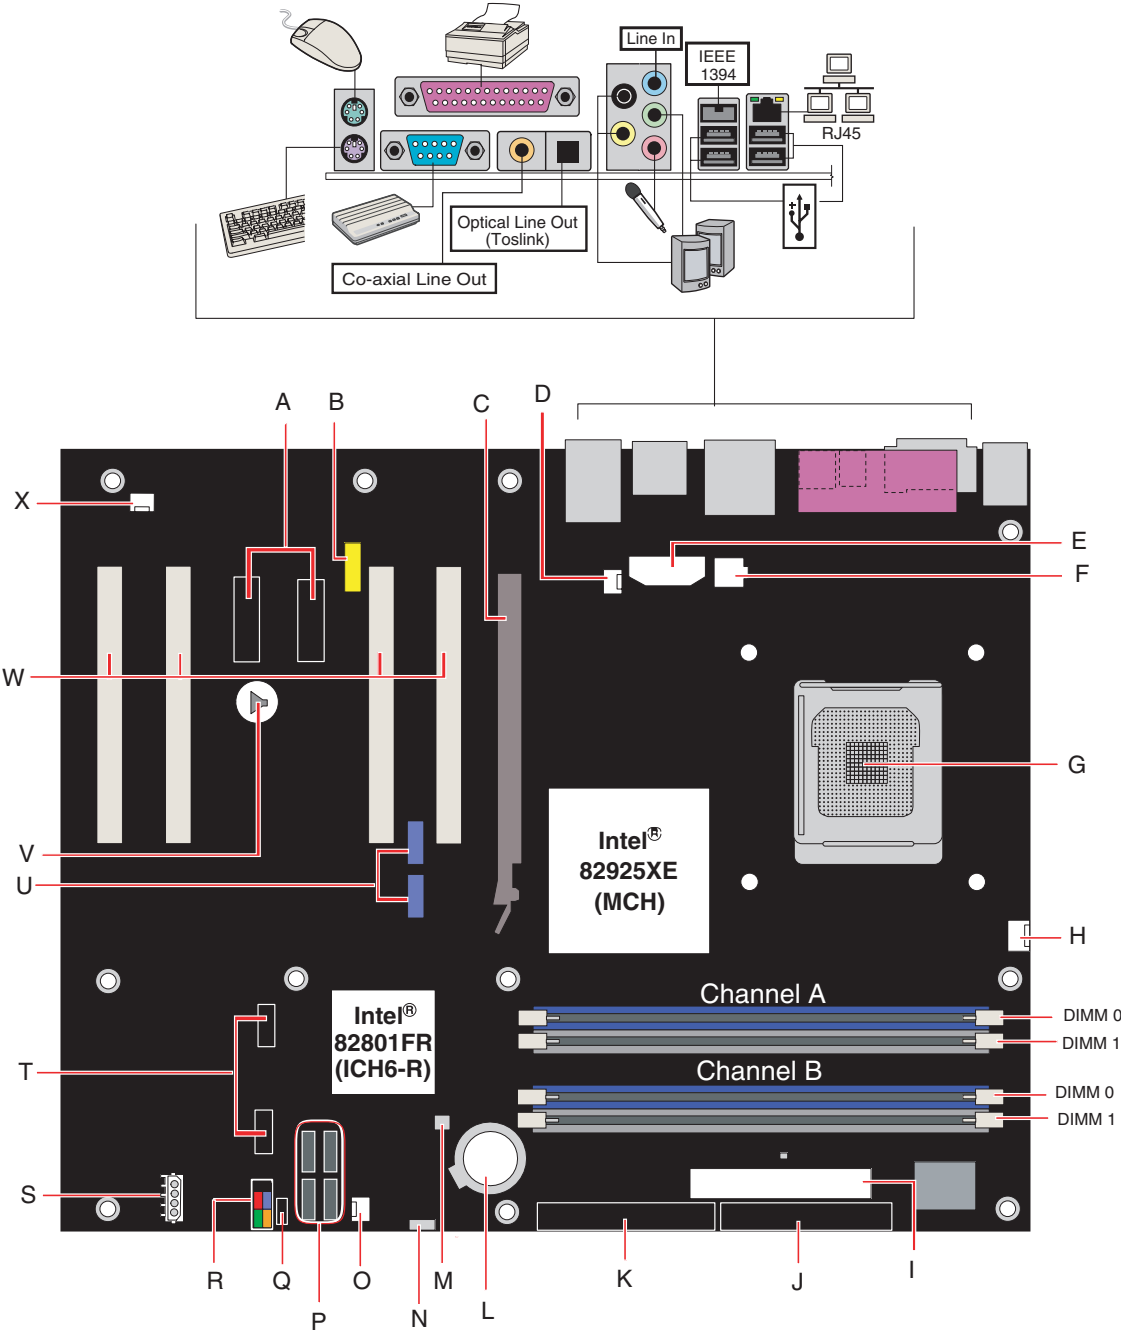 Line In
IEEE
1394
RJ45
Optical Line Out
(Toslink)
Co-axial Line Out
A
B
C
D
X
E
F
W
G
Intel®
82925XE
(MCH)
V
U
H
Channel A
DIMM 0
DIMM 1
Intel®
82801FR
(ICH6-R)
T
Channel B
DIMM 0
DIMM 1
S
R
Q
P
O
N
M
L
K
J
I